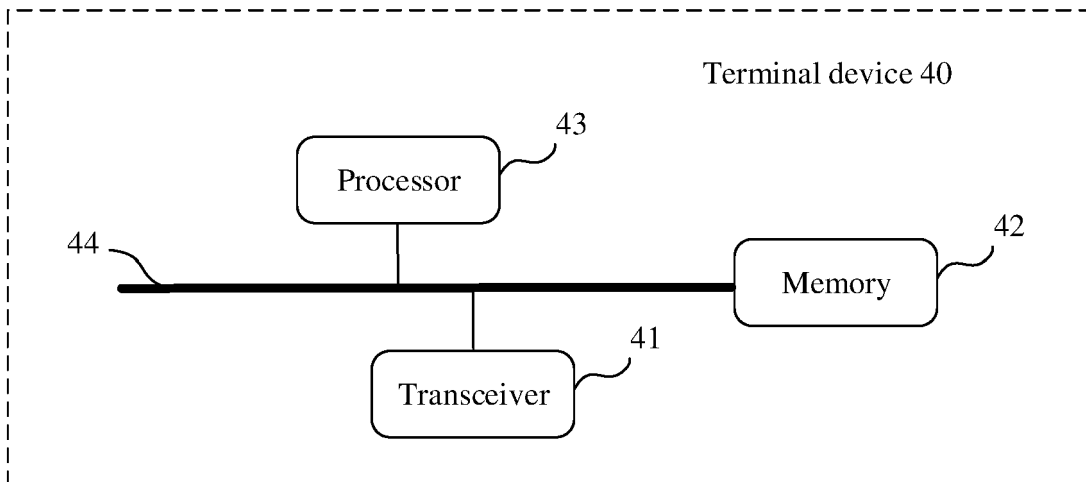 Terminal device 40
43
Processor
44
42
Memory
41
Transceiver